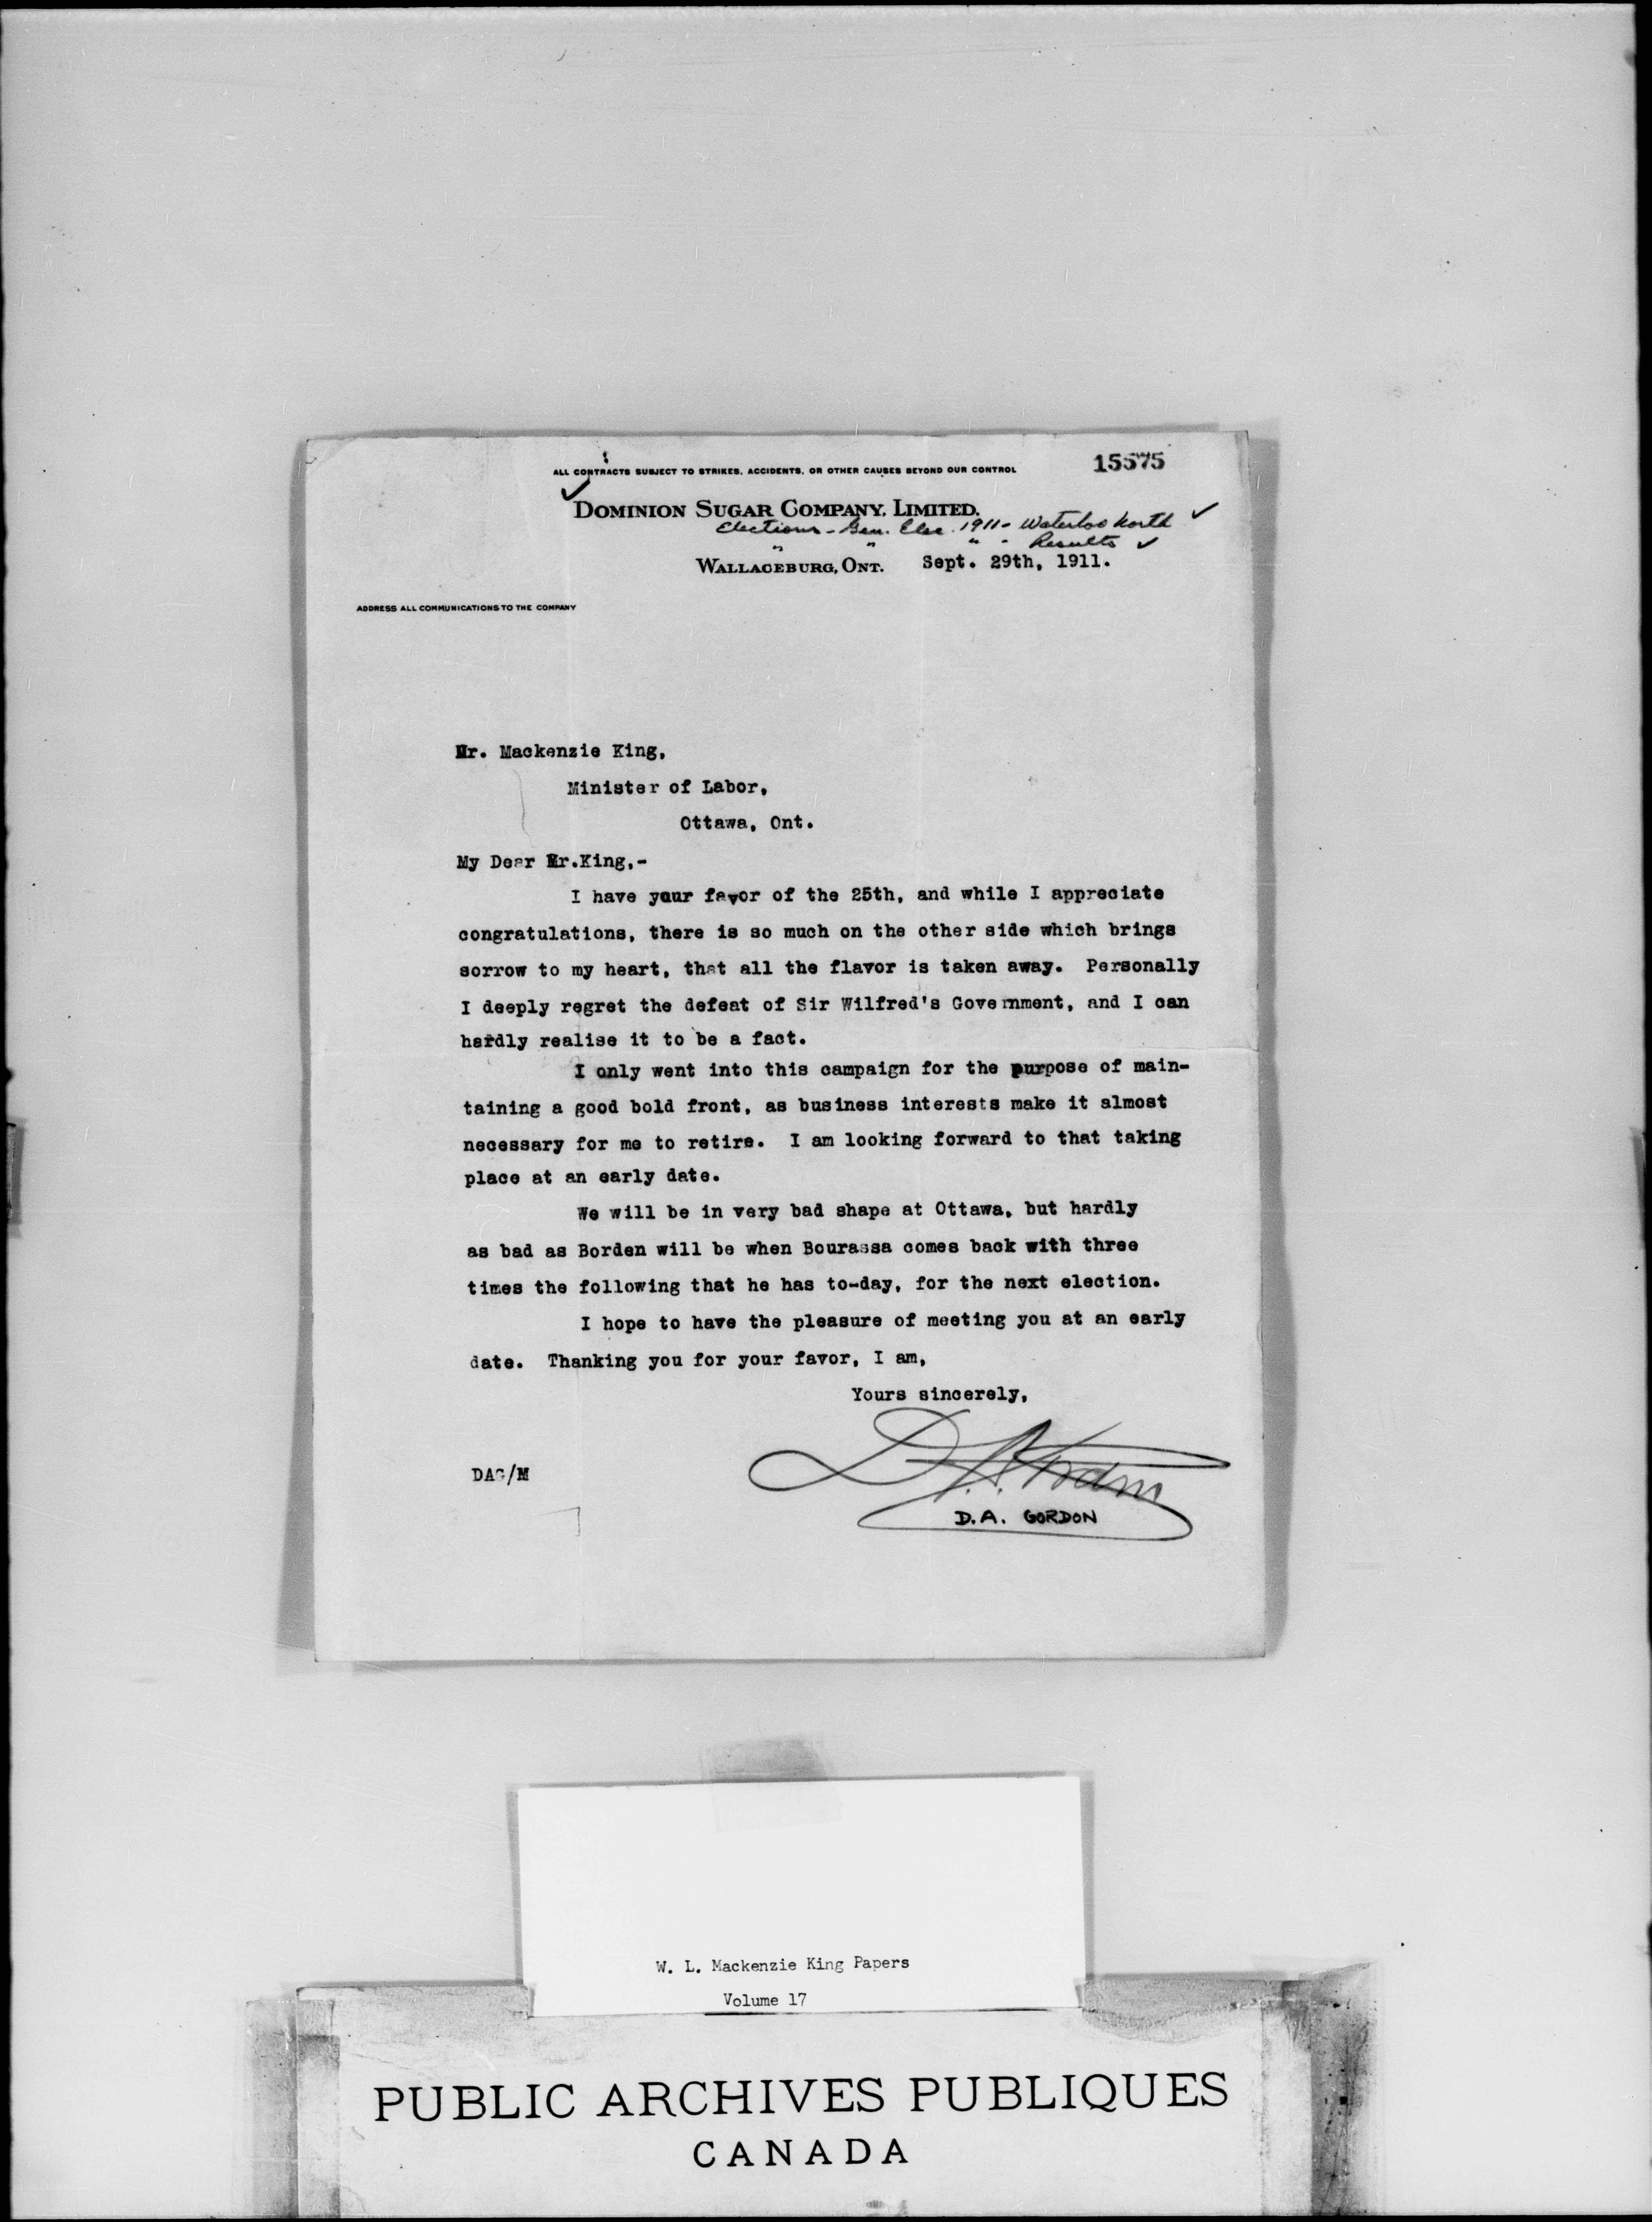 15575
ALL CONTRACTS SUBJECT TO STRIKES, ACCIDENTS, OR OTHER CAUSES BEYOND OUR CONTROL
DOMINION SUGAR COMPANY, LIMITED.
Elections - Gen. Elec. 1911 - Waterloo North
" " " - Results
WALLACEBURG, ONT. Sept. 29th, 1911.
ADDRESS ALL COMMUNICATIONS TO THE COMPANY
Mr. Mackenzie King,
Minister of Labor,
Ottawa, Ont.
My Dear Mr.King,-
I have your favor of the 25th, and while I appreciate
congratulations, there is so much on the other side which brings
sorrow to my heart, that all the flavor is taken away. Personally
I deeply regret the defeat of Sir Wilfred's Government, and I can
hardly realise it to be a fact.
I only went into this campaign for the purpose of main-
taining a good bold front, as business interests make it almost
necessary for me to retire. I am looking forward to that taking
place at an early date.
We will be in very bad shape at Ottawa, but hardly
as bad as Borden will be when Bourassa comes back with three
times the following that he has to-day, for the next election.
I hope to have the pleasure of meeting you at an early
date. Thanking you for your favor, I am,
Yours sincerely,
D. A. Gordon
DAG/M
D.A. GORDON
W. L. Mackenzie King Papers
Volume 17
PUBLIC ARCHIVES PUBLIQUES
CANADA